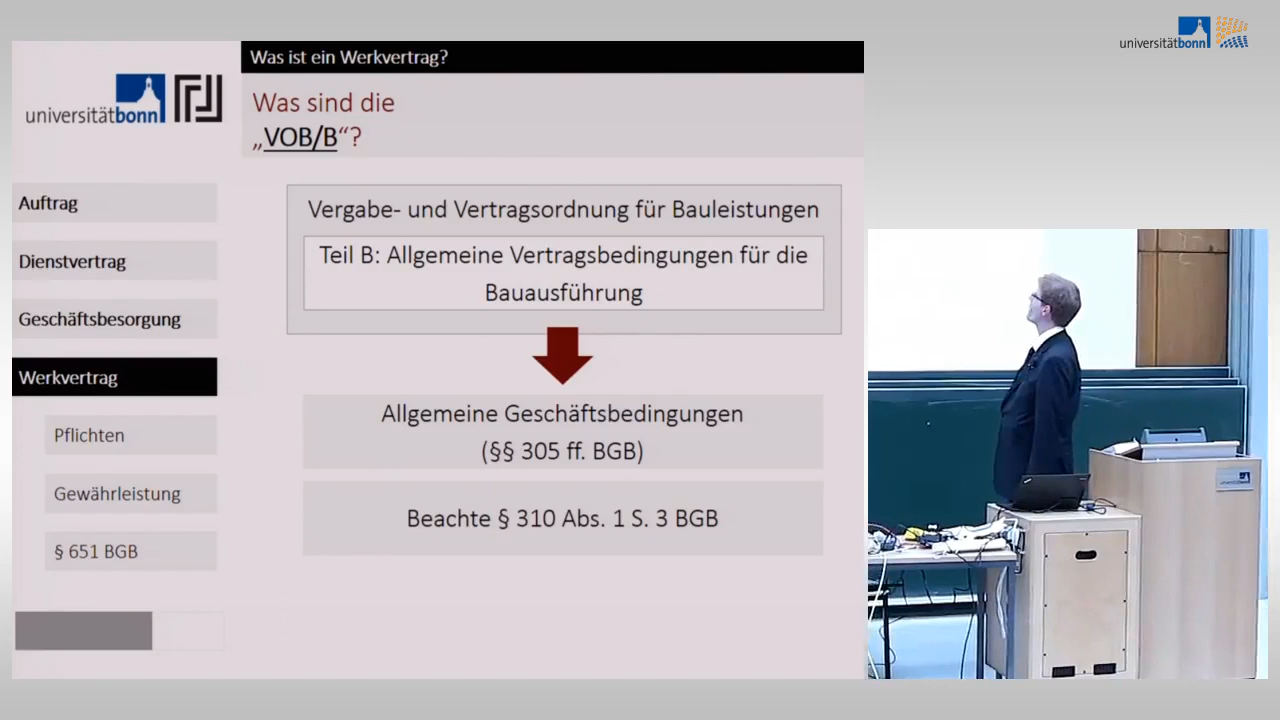 universitätbonn
Was ist ein Werkvertrag?
universitätbonn
Was sind die
„VOB/B“?
Auftrag
Dienstvertrag
Geschäftsbesorgung
Werkvertrag
Pflichten
Gewährleistung
§ 651 BGB
Vergabe- und Vertragsordnung für Bauleistungen
Teil B: Allgemeine Vertragsbedingungen für die
Bauausführung
Allgemeine Geschäftsbedingungen
(§§ 305 ff. BGB)
Beachte § 310 Abs. 1 S. 3 BGB